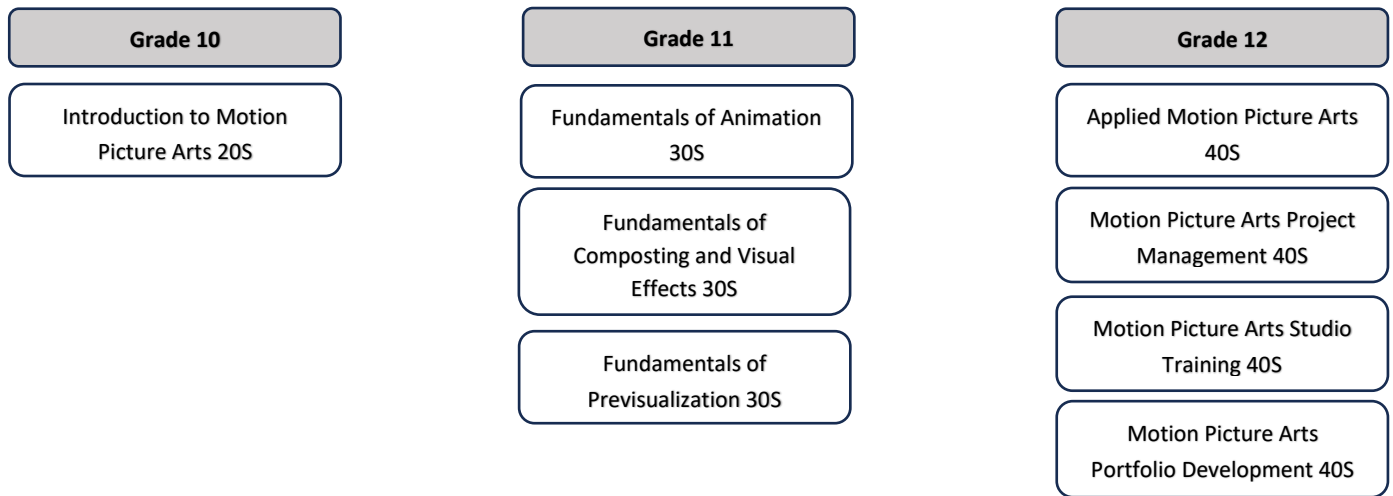 Grade 10
Introduction to Motion
Picture Arts 20S
Grade 11
Fundamentals of Animation
30S
Fundamentals of
Composting and Visual
Effects 30S
Fundamentals of
Previsualization 30S
Grade 12
Applied Motion Picture Arts
40S
Motion Picture Arts Project
Management 40S
Motion Picture Arts Studio
Training 40S
Motion Picture Arts
Portfolio Development 40S